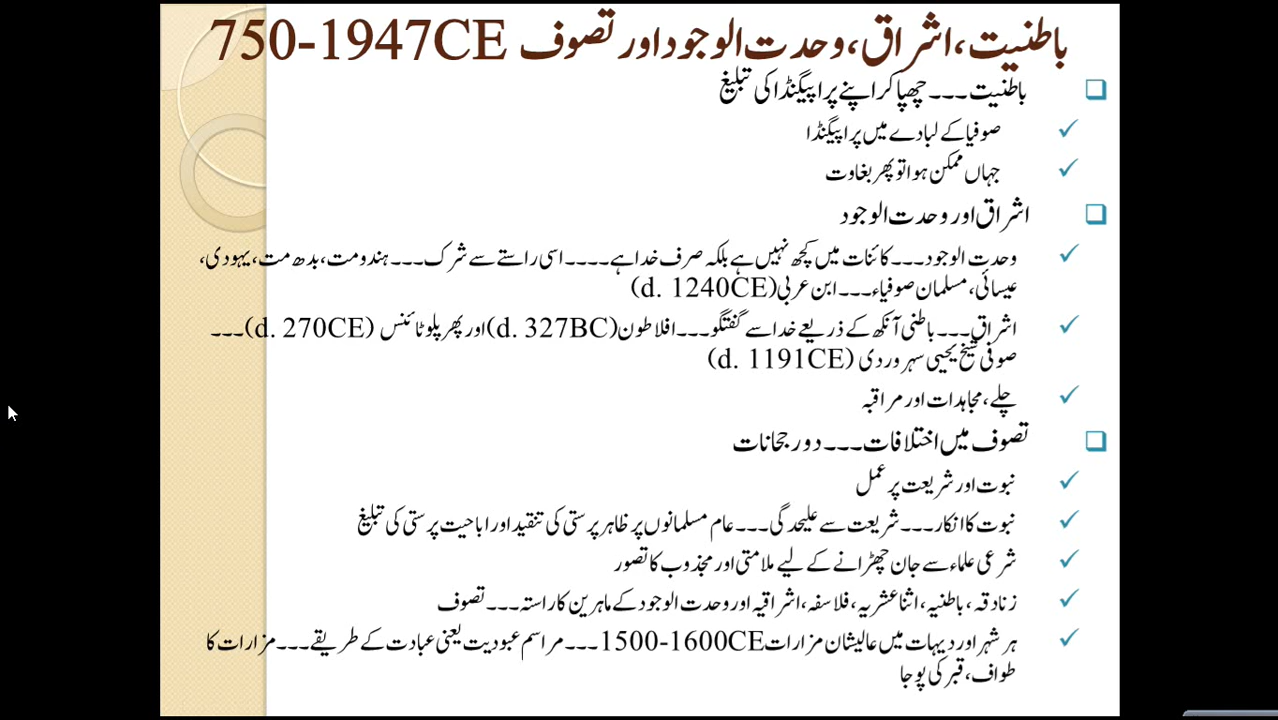 باطنیت، اشراق، وحدت الوجود اور تصوف 750-1947CE
باطنیت۔۔۔ چھپا کر اپنے پراپیگنڈا کی تبلیغ
صوفیا کے لبادے میں پراپیگنڈا
جہاں ممکن ہوا تو پھر بغاوت
اشراق اور وحدت الوجود
وحدت الوجود۔۔۔ کائنات میں کچھ نہیں ہے بلکہ صرف خدا ہے۔۔۔۔ اسی راستے سے شرک۔۔۔ ہندومت، بدھ مت، یہودی،
عیسائی، مسلمان صوفیاء۔۔۔ ابن عربی (d. 1240CE)
اشراق۔۔۔ باطنی آنکھ کے ذریعے خدا سے گفتگو۔۔۔ افلاطون (d. 327BC) اور پھر پلوٹائنس (d. 270CE)۔۔۔
صوفی شیخ یحیی سہروردی (d. 1191CE)
چلے، مجاہدات اور مراقبہ
تصوف میں اختلافات۔۔۔ دو رجحانات
نبوت اور شریعت پر عمل
نبوت کا انکار۔۔۔ شریعت سے علیحدگی۔۔۔ عام مسلمانوں پر ظاہر پرستی کی تنقید اور اباحیت پرستی کی تبلیغ
شرعی علماء سے جان چھڑانے کے لیے ملامتی اور مجذوب کا تصور
زنادقہ، باطنیہ، اثنا عشریہ، فلاسفہ، اشراقیہ اور وحدت الوجود کے ماہرین کا راستہ۔۔۔ تصوف
ہر شہر اور دیہات میں عالیشان مزارات 1500-1600CE۔۔۔ مراسم عبودیت یعنی عبادت کے طریقے۔۔۔ مزارات کا
طواف، قبر کی پوجا